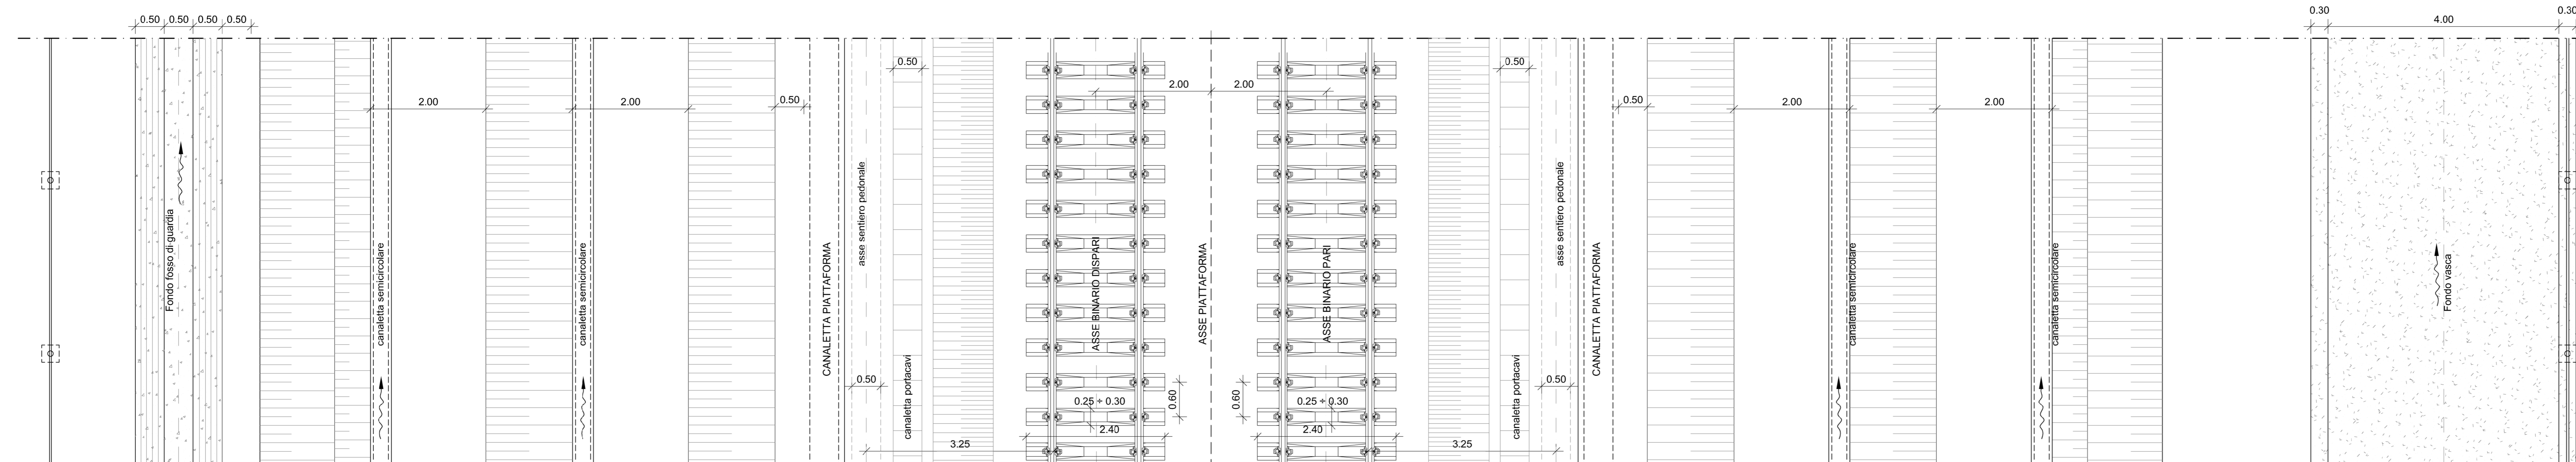 0.50 0.50 0.50 0.50
0.30 4.00 0.30
0.50 0.50
2.00 2.00
2.00 2.00 0.50 0.50 2.00 2.00
Fondo fosso di guardia
canaletta semicircolare
canaletta semicircolare
CANALETTA PIATTAFORMA
asse sentiero pedonale
canaletta portacavi
ASSE BINARIO DISPARI
ASSE PIATTAFORMA
ASSE BINARIO PARI
canaletta portacavi
asse sentiero pedonale
CANALETTA PIATTAFORMA
canaletta semicircolare
canaletta semicircolare
Fondo vasca
0.50 0.50
0.60 0.60
0.25 ÷ 0.30 0.25 ÷ 0.30
2.40 2.40
3.25 3.25